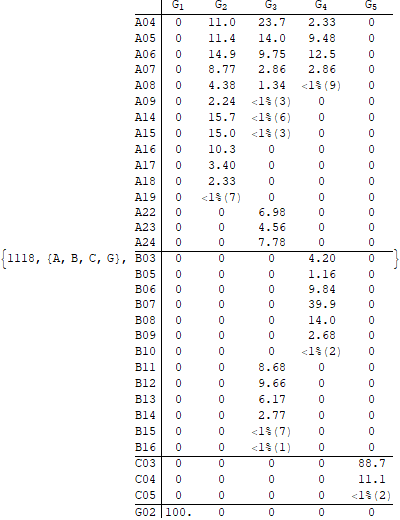 G1 G2 G3 G4 G5
A04 0 11.0 23.7 2.33 0
A05 0 11.4 14.0 9.48 0
A06 0 14.9 9.75 12.5 0
A07 0 8.77 2.86 2.86 0
A08 0 4.38 1.34 <1%(9) 0
A09 0 2.24 <1%(3) 0 0
A14 0 15.7 <1%(6) 0 0
A15 0 15.0 <1%(3) 0 0
A16 0 10.3 0 0 0
A17 0 3.40 0 0 0
A18 0 2.33 0 0 0
A19 0 <1%(7) 0 0 0
A22 0 0 6.98 0 0
A23 0 0 4.56 0 0
A24 0 0 7.78 0 0
{1118, {A, B, C, G}, B03 0 0 0 4.20 0 }
B05 0 0 0 1.16 0
B06 0 0 0 9.84 0
B07 0 0 0 39.9 0
B08 0 0 0 14.0 0
B09 0 0 0 2.68 0
B10 0 0 0 <1%(2) 0
B11 0 0 8.68 0 0
B12 0 0 9.66 0 0
B13 0 0 6.17 0 0
B14 0 0 2.77 0 0
B15 0 0 <1%(7) 0 0
B16 0 0 <1%(1) 0 0
C03 0 0 0 0 88.7
C04 0 0 0 0 11.1
C05 0 0 0 0 <1%(2)
G02 100. 0 0 0 0